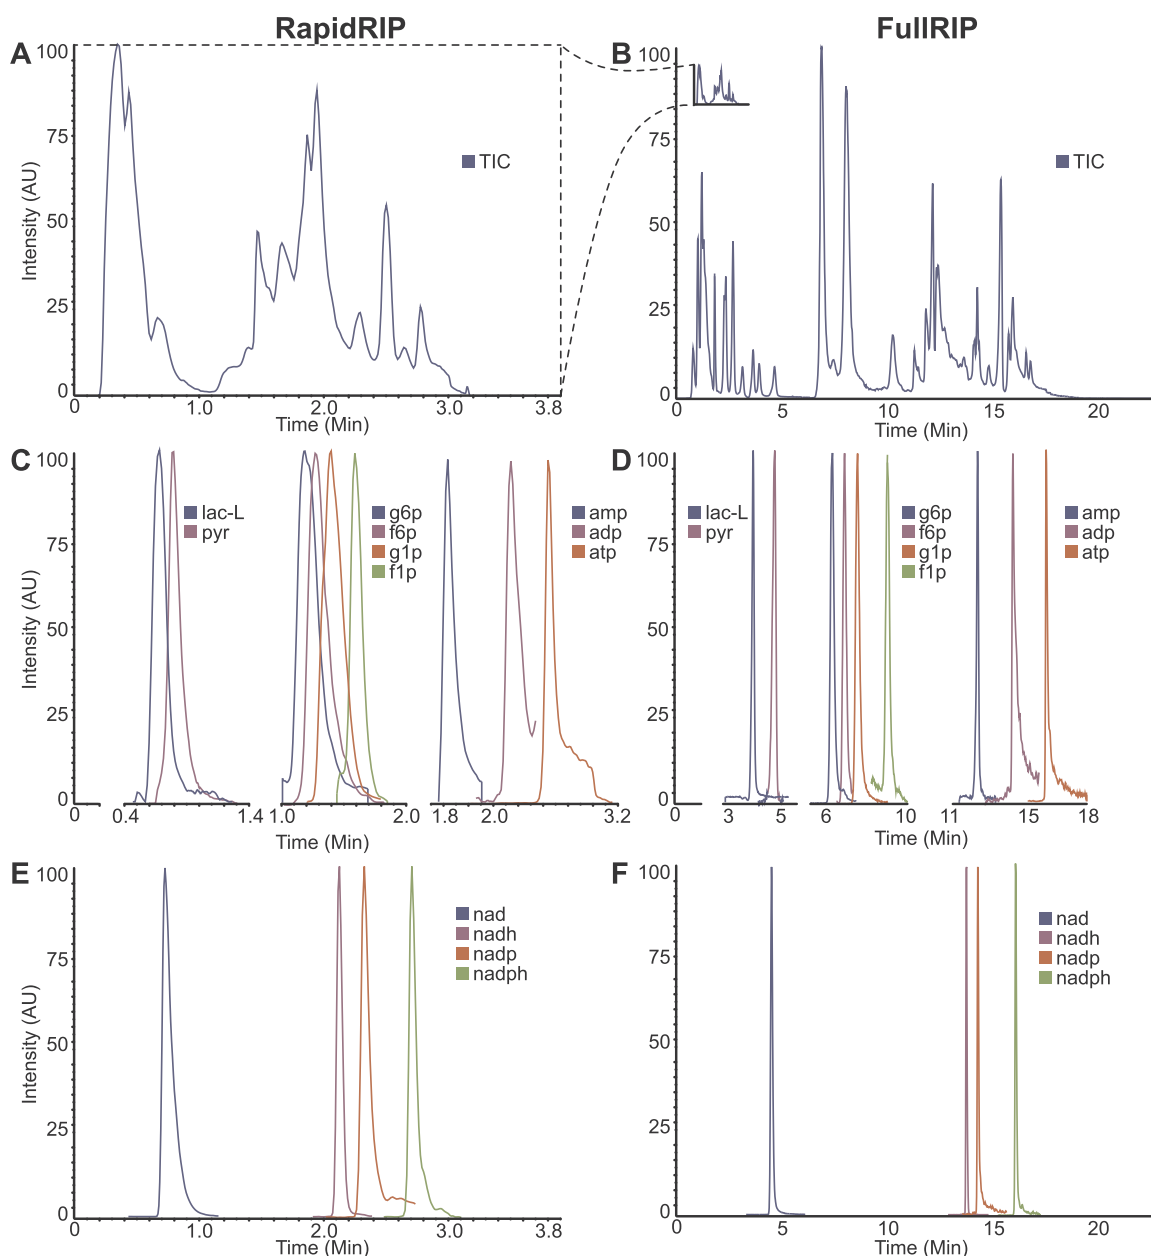 RapidRIP
FullRIP
A
100
75
50
25
0
Intensity (AU)
TIC
0
1.0
2.0
3.0
3.8
Time (Min)
B
100
75
50
25
0
TIC
0
5
10
15
20
Time (Min)
C
100
75
50
25
0
Intensity (AU)
lac-L
pyr
g6p
f6p
g1p
f1p
amp
adp
atp
0
0.4
1.4
1.0
2.0
1.8
2.0
3.2
Time (Min)
D
100
75
50
25
0
lac-L
pyr
g6p
f6p
g1p
f1p
amp
adp
atp
0
3
5
6
10
11
15
18
Time (Min)
E
100
75
50
25
0
Intensity (AU)
nad
nadh
nadp
nadph
0
1.0
2.0
3.0
3.8
Time (Min)
F
100
75
50
25
0
nad
nadh
nadp
nadph
0
5
10
15
20
Time (Min)